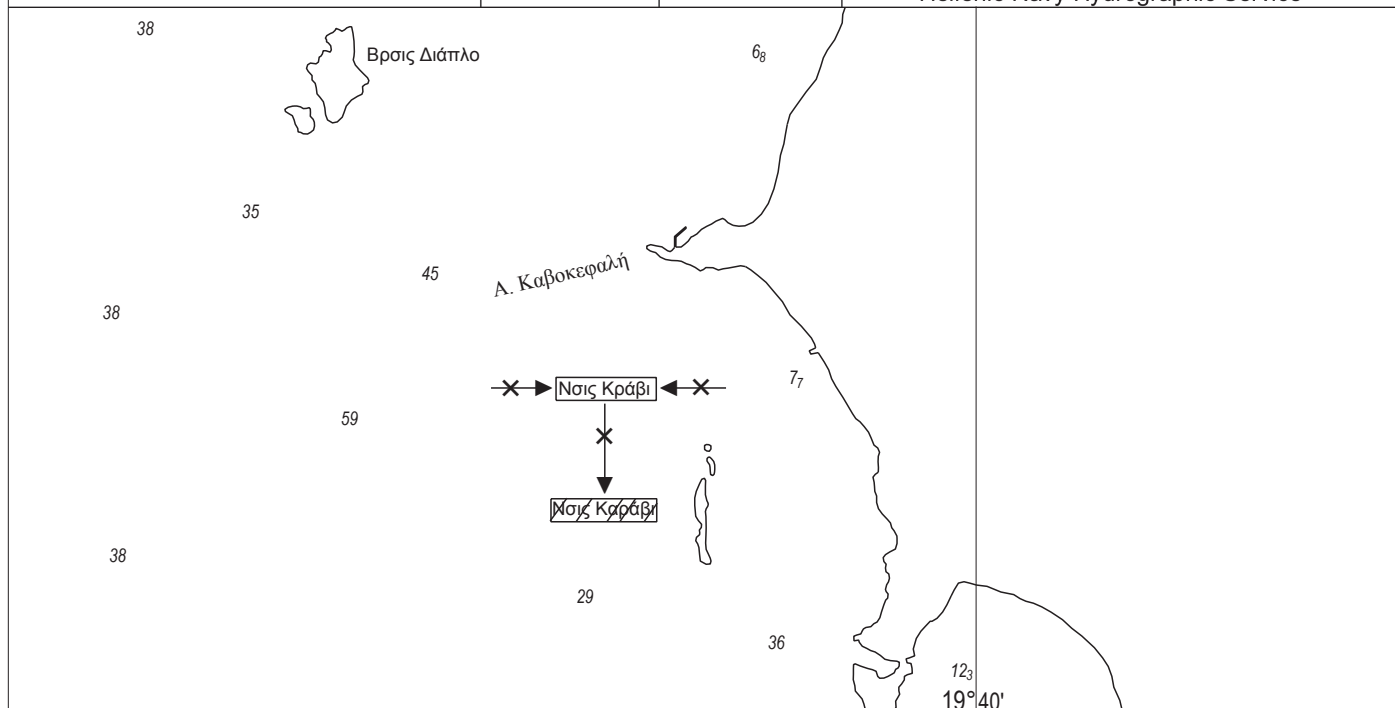 Hellenic Navy Hydrographic Service
38
Βρσις Διάπλο
6₈
35
45
Α. Καβοκεφαλή
38
7₇
Νσις Κράβι
59
Νσις Καράβι
38
29
36
12₃
19°40'